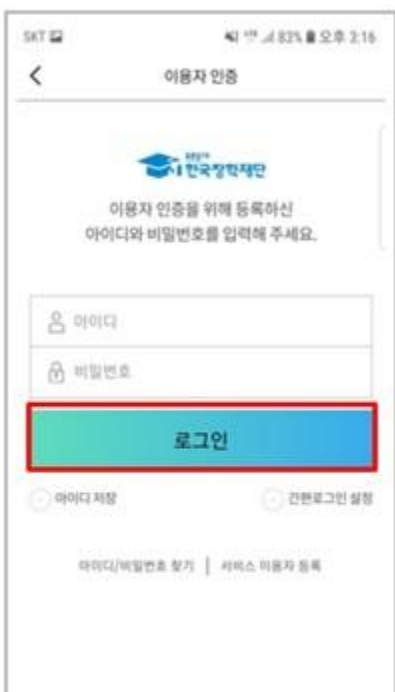 SKT 83% 오후 3:16
이용자 인증
한국장학재단
이용자 인증을 위해 등록하신
아이디와 비밀번호를 입력해 주세요.
아이디
비밀번호
로그인
아이디 저장 간편로그인 설정
아이디/비밀번호 찾기 | 서비스 이용자 등록